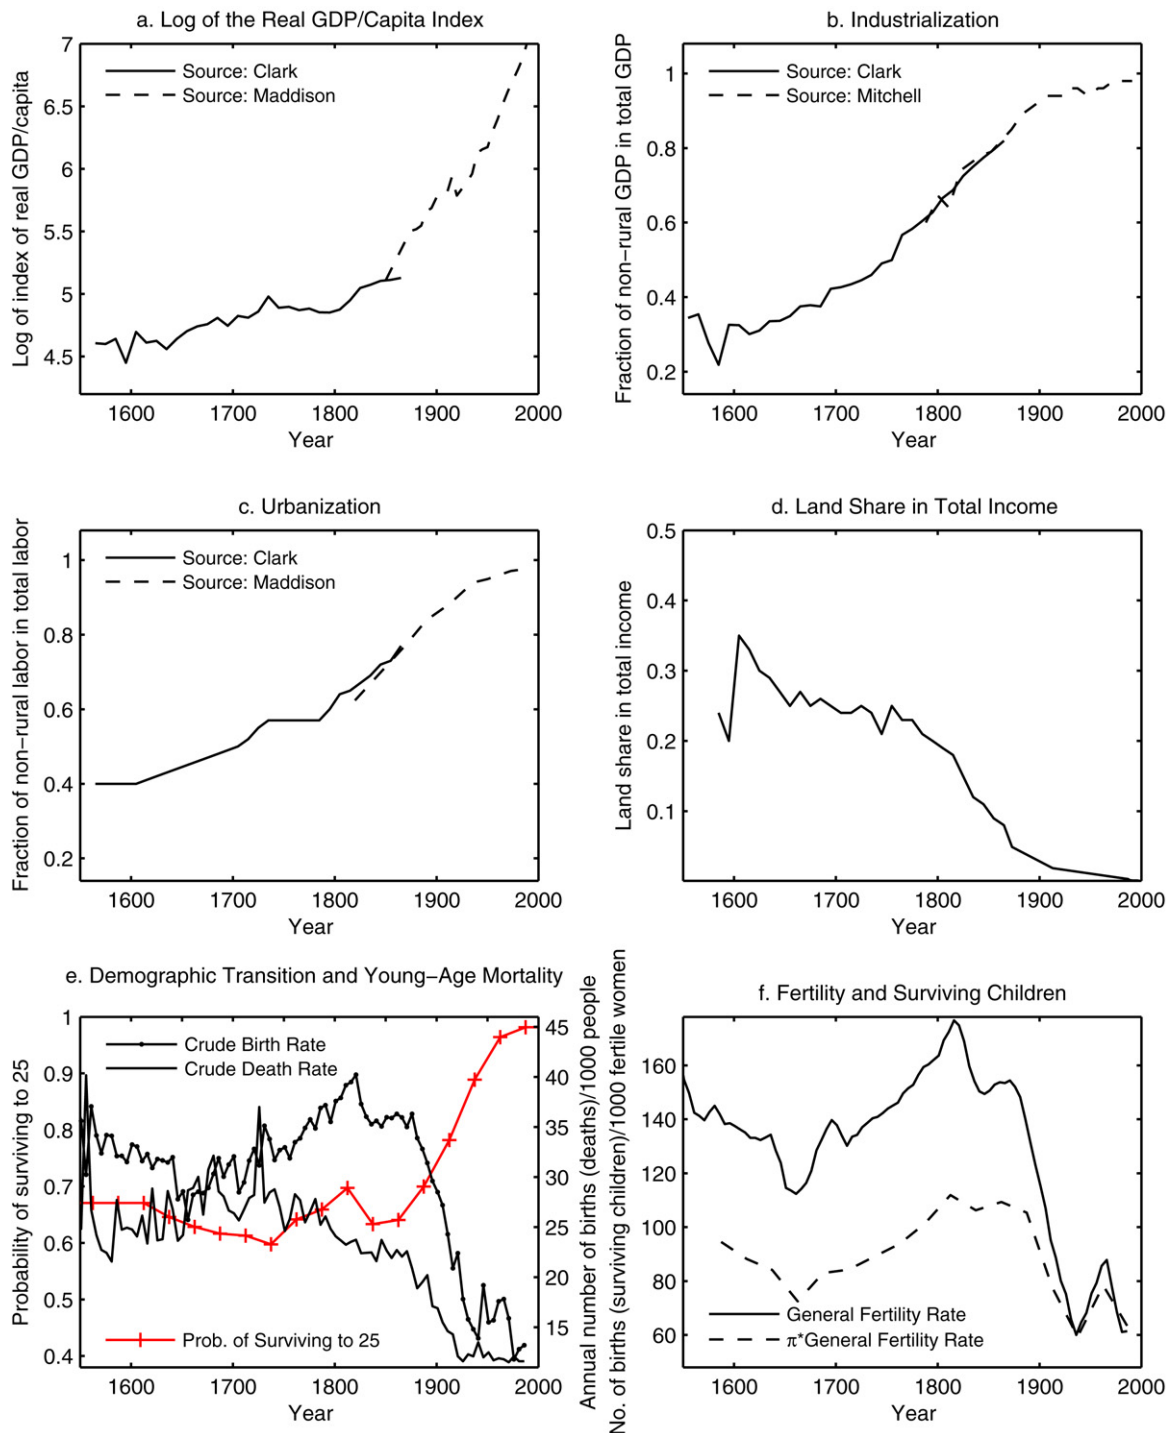 a. Log of the Real GDP/Capita Index
7
6.5
6
5.5
5
4.5
Log of index of real GDP/capita
Source: Clark
Source: Maddison
1600 1700 1800 1900 2000
Year
b. Industrialization
1
0.8
0.6
0.4
0.2
Fraction of non-rural GDP in total GDP
Source: Clark
Source: Mitchell
1600 1700 1800 1900 2000
Year
c. Urbanization
1
0.8
0.6
0.4
0.2
Fraction of non-rural labor in total labor
Source: Clark
Source: Maddison
1600 1700 1800 1900 2000
Year
d. Land Share in Total Income
0.5
0.4
0.3
0.2
0.1
Land share in total income
1600 1700 1800 1900 2000
Year
e. Demographic Transition and Young-Age Mortality
1
0.9
0.8
0.7
0.6
0.5
0.4
Probability of surviving to 25
Crude Birth Rate
Crude Death Rate
Prob. of Surviving to 25
45
40
35
30
25
20
15
Annual number of births (deaths)/1000 people
1600 1700 1800 1900 2000
Year
f. Fertility and Surviving Children
160
140
120
100
80
60
No. of births (surviving children)/1000 fertile women
General Fertility Rate
π*General Fertility Rate
1600 1700 1800 1900 2000
Year